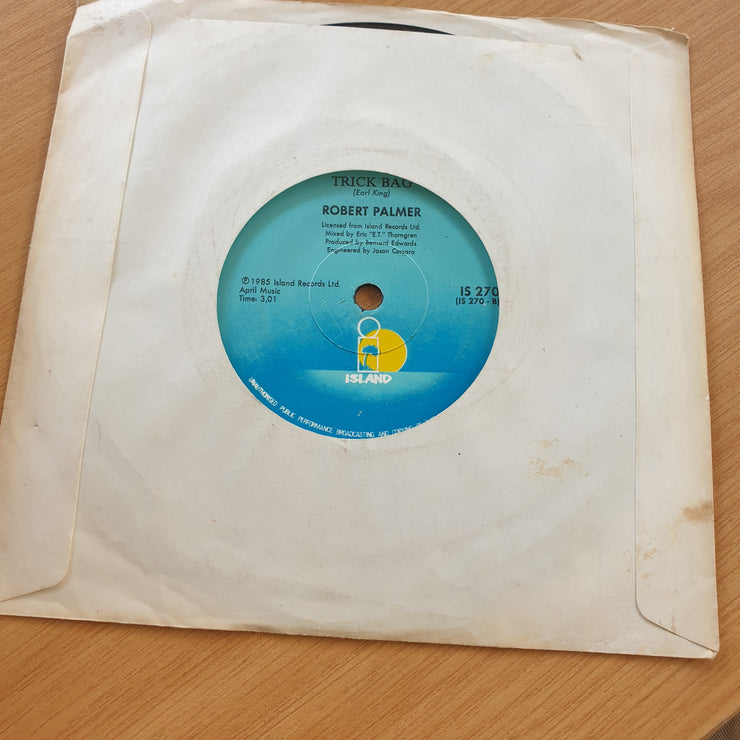 TRICK BAG
(Earl King)
ROBERT PALMER
Licensed from Island Records Ltd.
Mixed by Eric "E.T." Thorngren
Produced by Bernard Edwards
Engineered by Jason Corsaro
℗ 1985 Island Records Ltd.
April Music
Time: 3.01
IS 270
(IS 270 - B)
ISLAND
UNAUTHORISED PUBLIC PERFORMANCE BROADCASTING AND COPYING